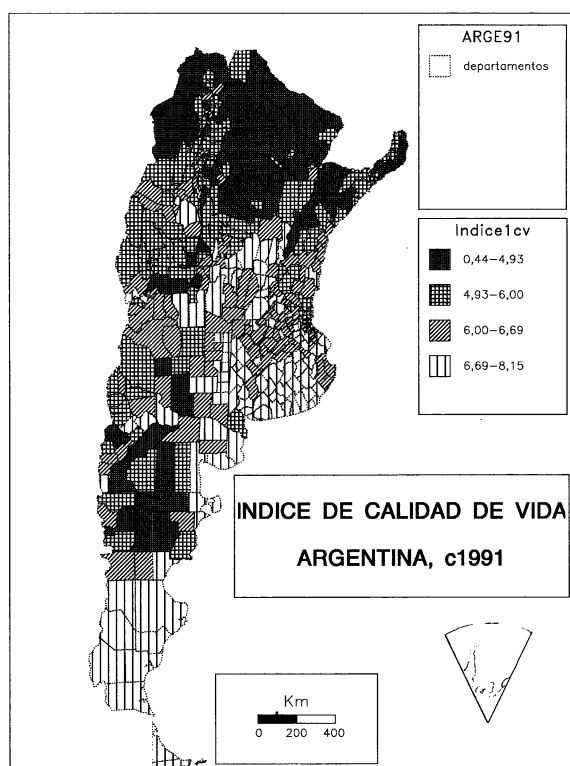 ARGE91
departamentos
Indice1cv
0,44–4,93
4,93–6,00
6,00–6,69
6,69–8,15
INDICE DE CALIDAD DE VIDA
ARGENTINA, c1991
Km
0 200 400